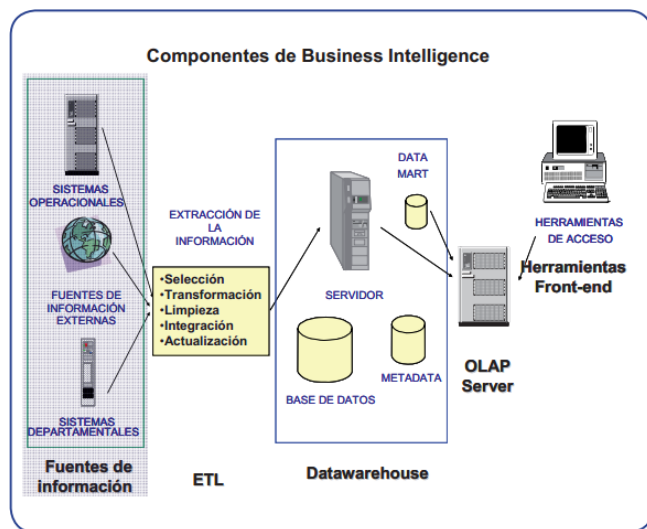 Componentes de Business Intelligence
SISTEMAS
OPERACIONALES
FUENTES DE
INFORMACIÓN
EXTERNAS
SISTEMAS
DEPARTAMENTALES
Fuentes de
información
EXTRACCIÓN DE
LA
INFORMACIÓN
•Selección
•Transformación
•Limpieza
•Integración
•Actualización
ETL
DATA
MART
SERVIDOR
BASE DE DATOS
METADATA
Datawarehouse
OLAP
Server
HERRAMIENTAS
DE ACCESO
Herramientas
Front-end